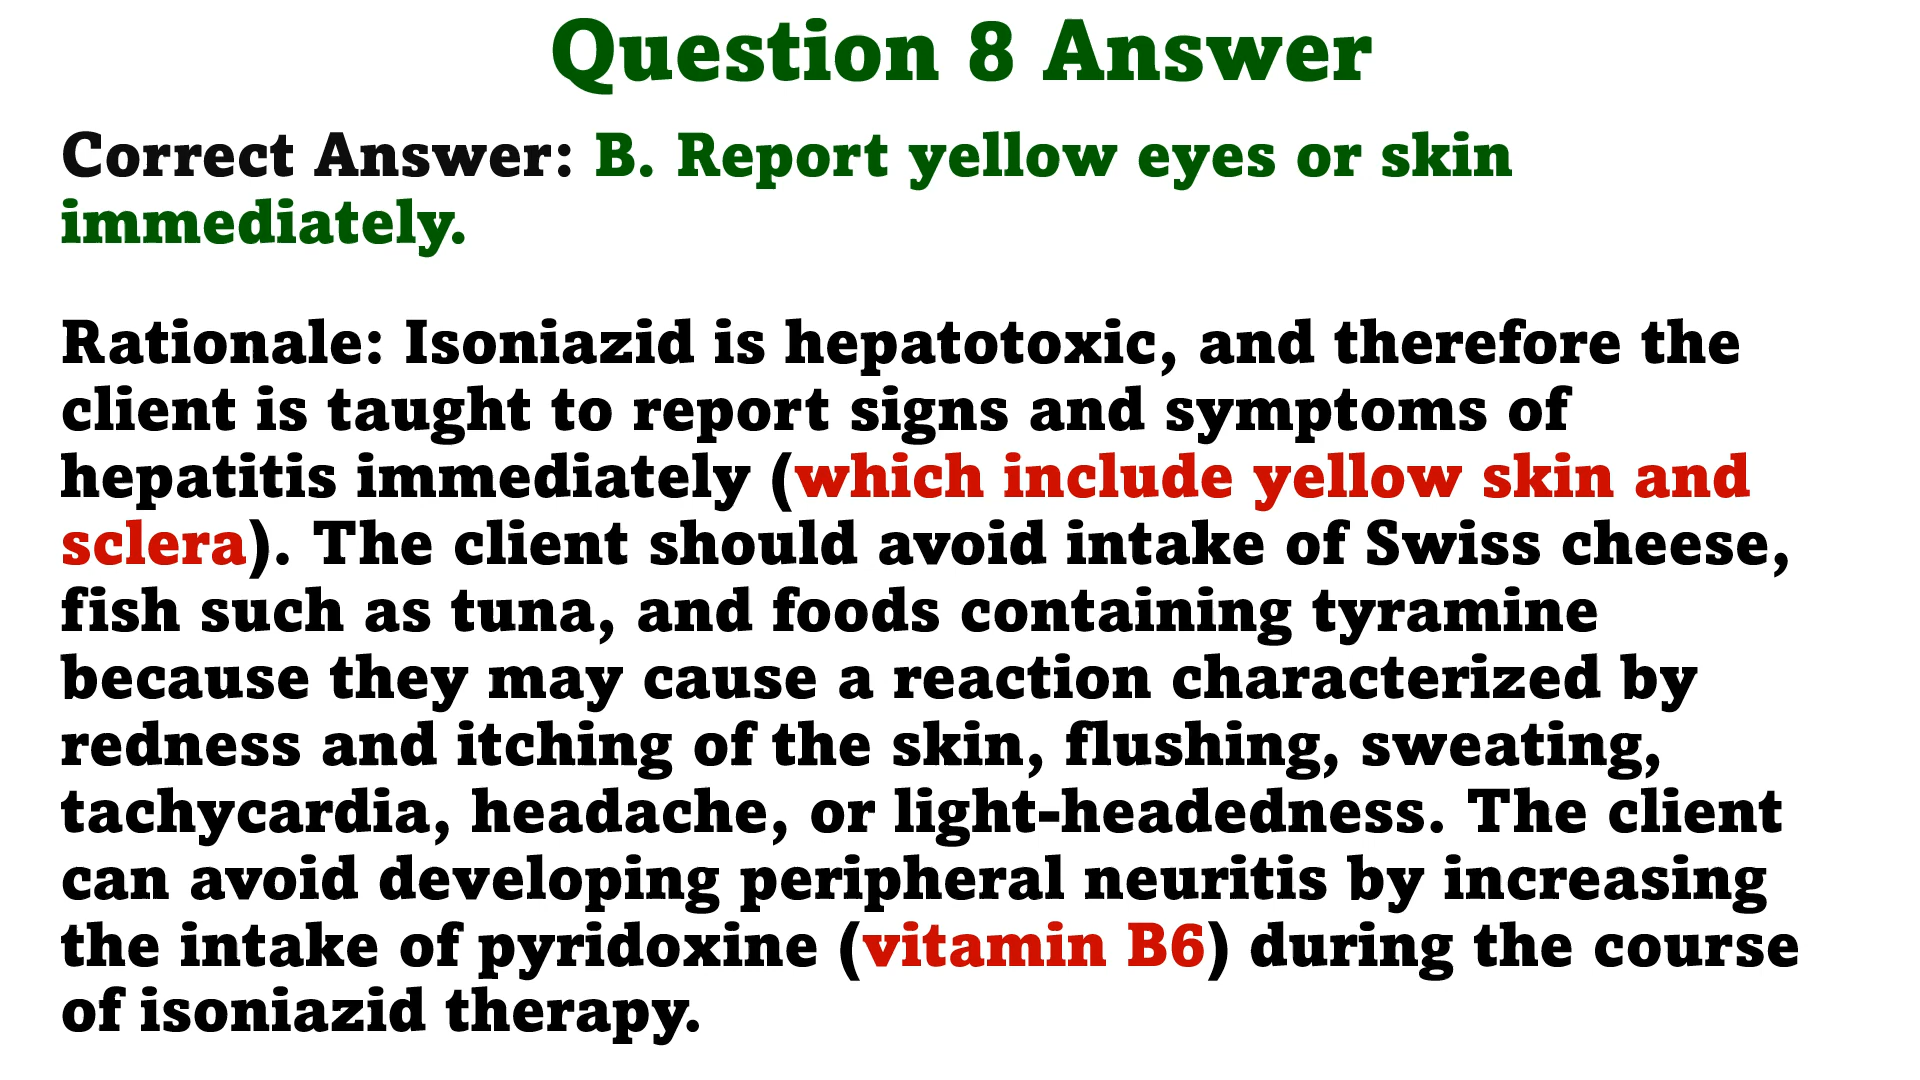 Question 8 Answer
Correct Answer: B. Report yellow eyes or skin
immediately.
Rationale: Isoniazid is hepatotoxic, and therefore the
client is taught to report signs and symptoms of
hepatitis immediately (which include yellow skin and
sclera). The client should avoid intake of Swiss cheese,
fish such as tuna, and foods containing tyramine
because they may cause a reaction characterized by
redness and itching of the skin, flushing, sweating,
tachycardia, headache, or light-headedness. The client
can avoid developing peripheral neuritis by increasing
the intake of pyridoxine (vitamin B6) during the course
of isoniazid therapy.